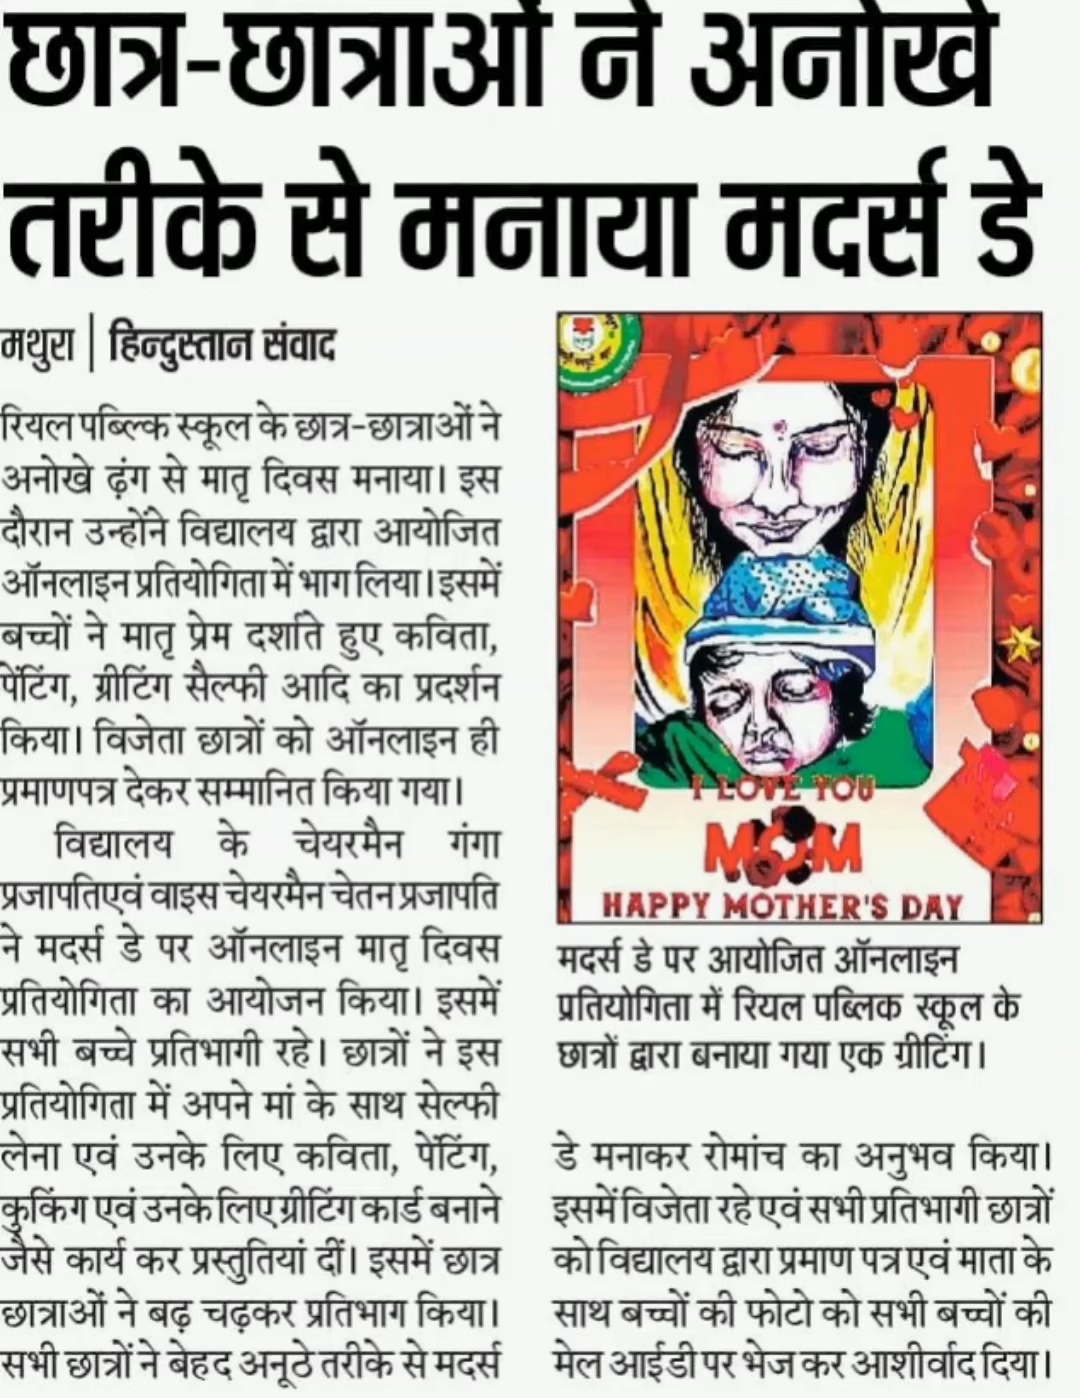 छात्र-छात्राओं ने अनोखे
तरीके से मनाया मदर्स डे
मथुरा | हिन्दुस्तान संवाद
रियल पब्ल्कि स्कूल के छात्र-छात्राओं ने
अनोखे ढ़ंग से मातृ दिवस मनाया। इस
दौरान उन्होंने विद्यालय द्वारा आयोजित
ऑनलाइन प्रतियोगिता में भाग लिया। इसमें
बच्चों ने मातृ प्रेम दर्शाते हुए कविता,
पेंटिंग, ग्रीटिंग सैल्फी आदि का प्रदर्शन
किया। विजेता छात्रों को ऑनलाइन ही
प्रमाणपत्र देकर सम्मानित किया गया।
विद्यालय के चेयरमैन गंगा
प्रजापतिएवं वाइस चेयरमैन चेतन प्रजापति
ने मदर्स डे पर ऑनलाइन मातृ दिवस
प्रतियोगिता का आयोजन किया। इसमें
सभी बच्चे प्रतिभागी रहे। छात्रों ने इस
प्रतियोगिता में अपने मां के साथ सेल्फी
लेना एवं उनके लिए कविता, पेंटिंग,
कुकिंग एवं उनके लिए ग्रीटिंग कार्ड बनाने
जैसे कार्य कर प्रस्तुतियां दीं। इसमें छात्र
छात्राओं ने बढ़ चढ़कर प्रतिभाग किया।
सभी छात्रों ने बेहद अनूठे तरीके से मदर्स
I LOVE YOU
MOM
HAPPY MOTHER'S DAY
मदर्स डे पर आयोजित ऑनलाइन
प्रतियोगिता में रियल पब्लिक स्कूल के
छात्रों द्वारा बनाया गया एक ग्रीटिंग।
डे मनाकर रोमांच का अनुभव किया।
इसमें विजेता रहे एवं सभी प्रतिभागी छात्रों
को विद्यालय द्वारा प्रमाण पत्र एवं माता के
साथ बच्चों की फोटो को सभी बच्चों की
मेल आईडी पर भेज कर आशीर्वाद दिया।